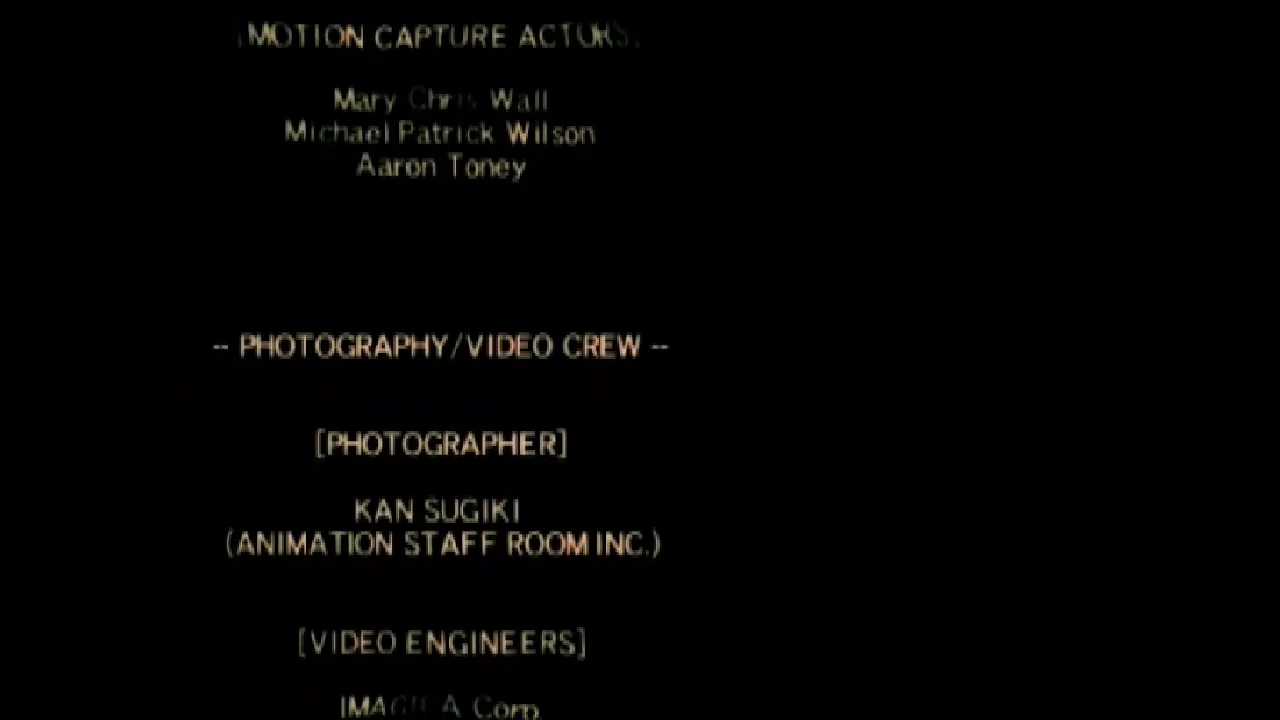 [MOTION CAPTURE ACTORS]
Mary Chris Wall
Michael Patrick Wilson
Aaron Toney
-- PHOTOGRAPHY/VIDEO CREW --
[PHOTOGRAPHER]
KAN SUGIKI
(ANIMATION STAFF ROOM INC.)
[VIDEO ENGINEERS]
IMAGICA Corp.